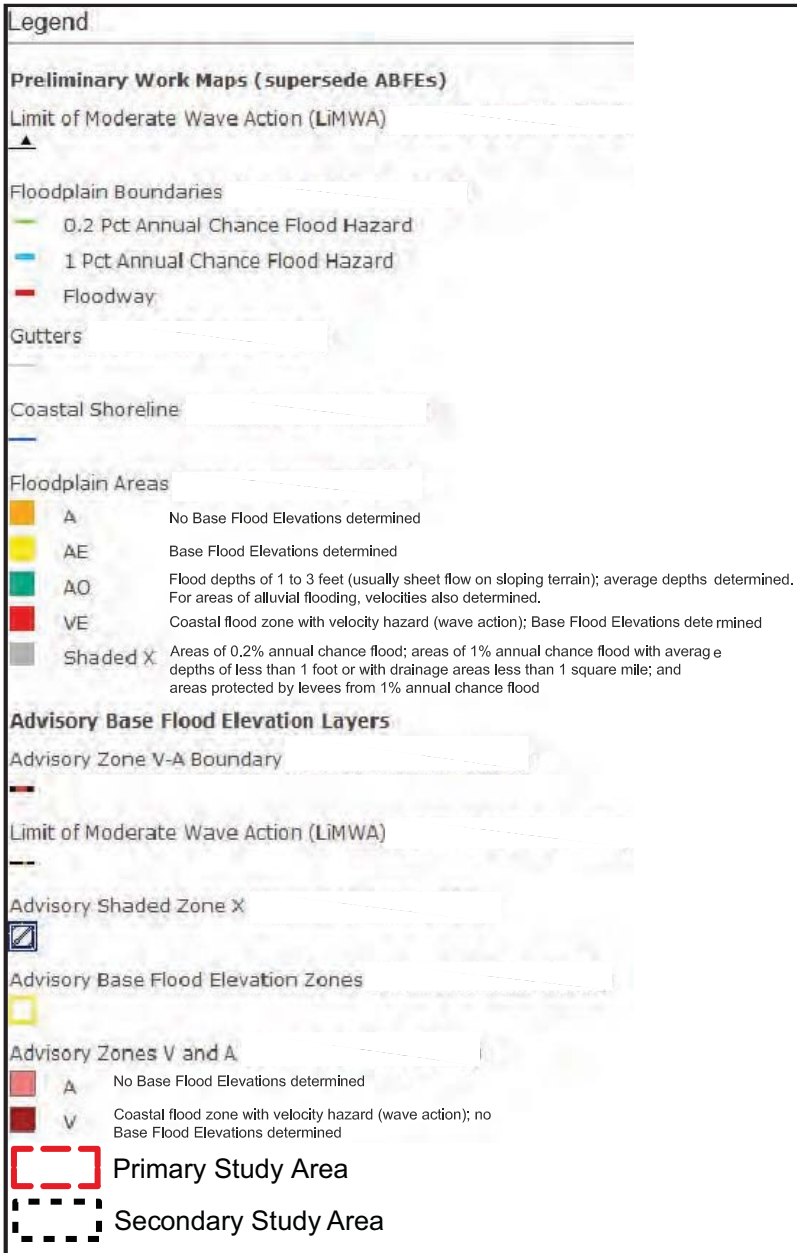 Legend
Preliminary Work Maps (supersede ABFEs)
Limit of Moderate Wave Action (LiMWA)
Floodplain Boundaries
0.2 Pct Annual Chance Flood Hazard
1 Pct Annual Chance Flood Hazard
Floodway
Gutters
Coastal Shoreline
Floodplain Areas
A No Base Flood Elevations determined
AE Base Flood Elevations determined
AO Flood depths of 1 to 3 feet (usually sheet flow on sloping terrain); average depths determined.
For areas of alluvial flooding, velocities also determined.
VE Coastal flood zone with velocity hazard (wave action); Base Flood Elevations determined
Shaded X Areas of 0.2% annual chance flood; areas of 1% annual chance flood with average
depths of less than 1 foot or with drainage areas less than 1 square mile; and
areas protected by levees from 1% annual chance flood
Advisory Base Flood Elevation Layers
Advisory Zone V-A Boundary
Limit of Moderate Wave Action (LiMWA)
Advisory Shaded Zone X
Advisory Base Flood Elevation Zones
Advisory Zones V and A
A No Base Flood Elevations determined
V Coastal flood zone with velocity hazard (wave action); no
Base Flood Elevations determined
Primary Study Area
Secondary Study Area